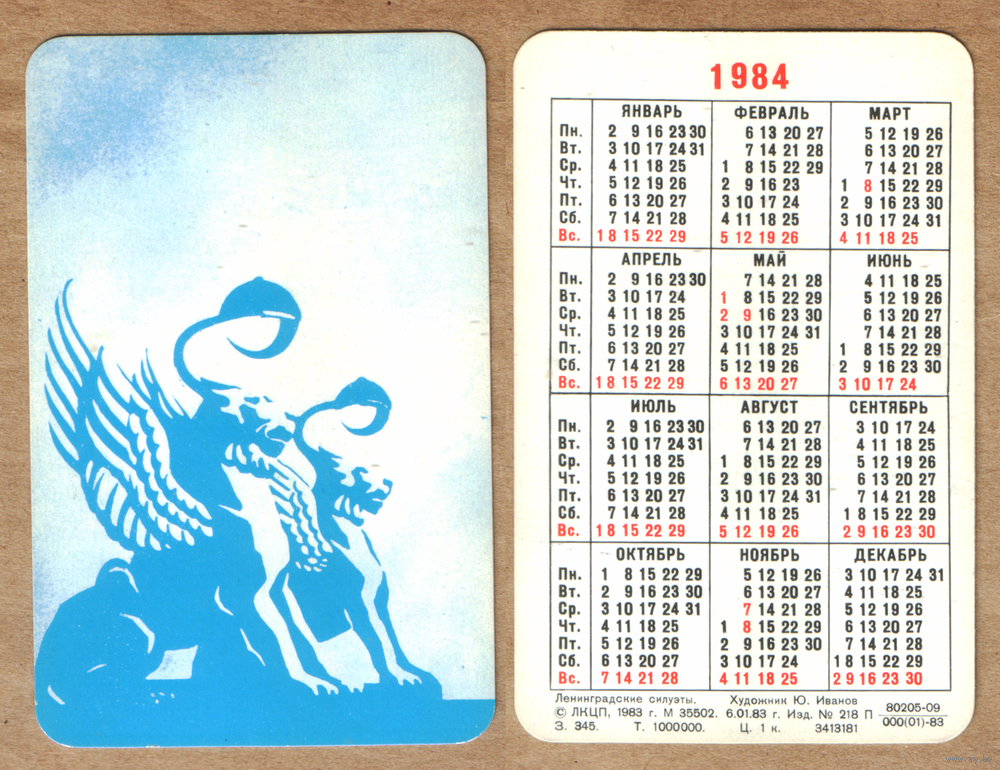 1984
ЯНВАРЬ ФЕВРАЛЬ МАРТ
Пн. 2 9 16 23 30 6 13 20 27 5 12 19 26
Вт. 3 10 17 24 31 7 14 21 28 6 13 20 27
Ср. 4 11 18 25 1 8 15 22 29 7 14 21 28
Чт. 5 12 19 26 2 9 16 23 1 8 15 22 29
Пт. 6 13 20 27 3 10 17 24 2 9 16 23 30
Сб. 7 14 21 28 4 11 18 25 3 10 17 24 31
Вс. 1 8 15 22 29 5 12 19 26 4 11 18 25
АПРЕЛЬ МАЙ ИЮНЬ
Пн. 2 9 16 23 30 7 14 21 28 4 11 18 25
Вт. 3 10 17 24 1 8 15 22 29 5 12 19 26
Ср. 4 11 18 25 2 9 16 23 30 6 13 20 27
Чт. 5 12 19 26 3 10 17 24 31 7 14 21 28
Пт. 6 13 20 27 4 11 18 25 1 8 15 22 29
Сб. 7 14 21 28 5 12 19 26 2 9 16 23 30
Вс. 1 8 15 22 29 6 13 20 27 3 10 17 24
ИЮЛЬ АВГУСТ СЕНТЯБРЬ
Пн. 2 9 16 23 30 6 13 20 27 3 10 17 24
Вт. 3 10 17 24 31 7 14 21 28 4 11 18 25
Ср. 4 11 18 25 1 8 15 22 29 5 12 19 26
Чт. 5 12 19 26 2 9 16 23 30 6 13 20 27
Пт. 6 13 20 27 3 10 17 24 31 7 14 21 28
Сб. 7 14 21 28 4 11 18 25 1 8 15 22 29
Вс. 1 8 15 22 29 5 12 19 26 2 9 16 23 30
ОКТЯБРЬ НОЯБРЬ ДЕКАБРЬ
Пн. 1 8 15 22 29 5 12 19 26 3 10 17 24 31
Вт. 2 9 16 23 30 6 13 20 27 4 11 18 25
Ср. 3 10 17 24 31 7 14 21 28 5 12 19 26
Чт. 4 11 18 25 1 8 15 22 29 6 13 20 27
Пт. 5 12 19 26 2 9 16 23 30 7 14 21 28
Сб. 6 13 20 27 3 10 17 24 1 8 15 22 29
Вс. 7 14 21 28 4 11 18 25 2 9 16 23 30
Ленинградские силуэты. Художник Ю. Иванов
© ЛКЦП, 1983 г. М 35502. 6.01.83 г. Изд. № 218 П 80205-09
З. 345. Т. 1000000. Ц. 1 к. 3413181 000(01)-83